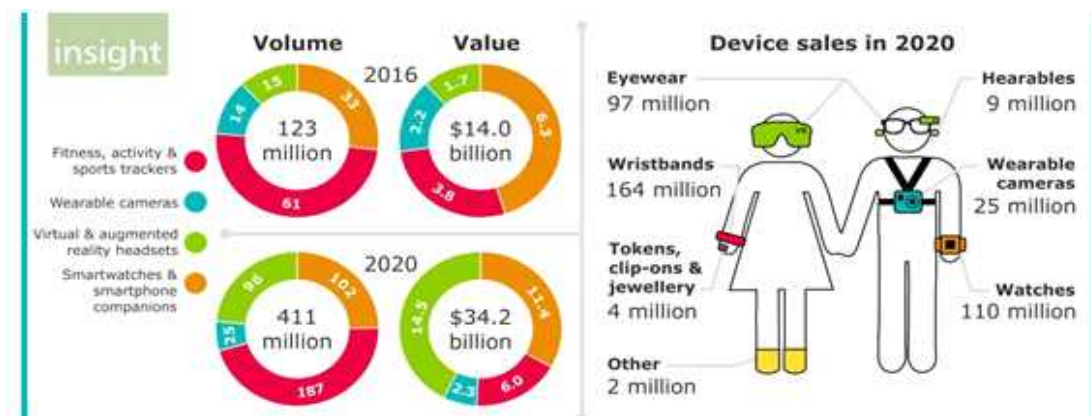 insight
Volume
Value
2016
15
33
14
61
123
million
1.7
6.3
2.2
3.8
$14.0
billion
Fitness, activity &
sports trackers
Wearable cameras
Virtual & augmented
reality headsets
Smartwatches &
smartphone
companions
2020
96
102
25
187
411
million
14.5
11.4
2.3
6.0
$34.2
billion
Device sales in 2020
Eyewear
97 million
Hearables
9 million
Wristbands
164 million
Wearable
cameras
25 million
Tokens,
clip-ons &
jewellery
4 million
Watches
110 million
Other
2 million